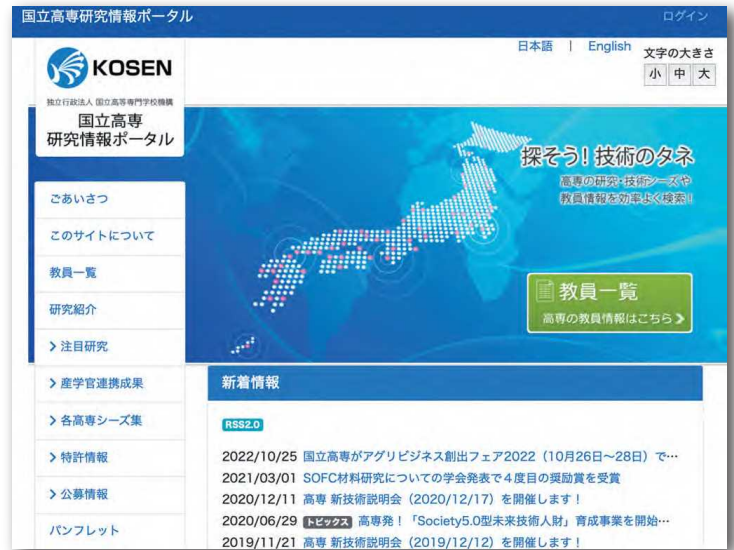 国立高専研究情報ポータル
ログイン
日本語 | English
文字の大きさ
小 中 大
KOSEN
独立行政法人 国立高等専門学校機構
国立高専
研究情報ポータル
探そう!技術のタネ
高専の研究・技術シーズや
教員情報を効率よく検索!
教員一覧
高専の教員情報はこちら
ごあいさつ
このサイトについて
教員一覧
研究紹介
注目研究
産学官連携成果
各高専シーズ集
特許情報
公募情報
パンフレット
新着情報
RSS2.0
2022/10/25 国立高専がアグリビジネス創出フェア2022（10月26日～28日）で…
2021/03/01 SOFC材料研究についての学会発表で４度目の奨励賞を受賞
2020/12/11 高専 新技術説明会（2020/12/17）を開催します！
2020/06/29 トピックス 高専発！「Society5.0型未来技術人財」育成事業を開始…
2019/11/21 高専 新技術説明会（2019/12/12）を開催します！